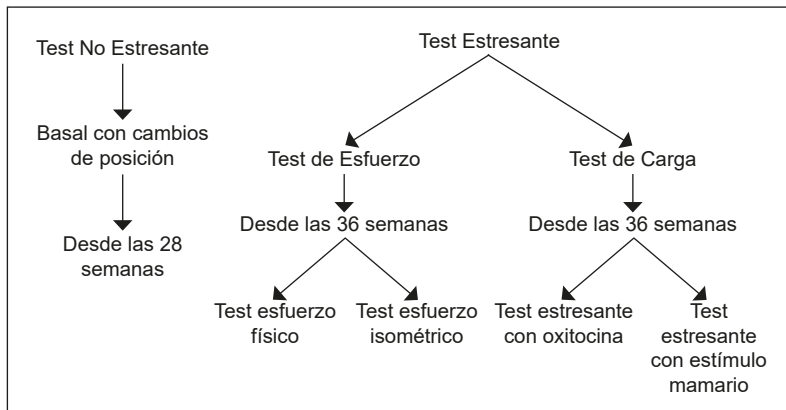 Test No Estresante
Basal con cambios
de posición
Desde las 28
semanas
Test Estresante
Test de Esfuerzo
Desde las 36 semanas
Test esfuerzo
físico
Test esfuerzo
isométrico
Test de Carga
Desde las 36 semanas
Test estresante
con oxitocina
Test
estresante
con estímulo
mamario